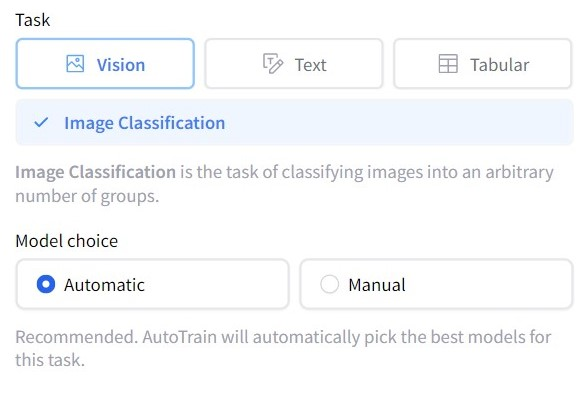 Task
Vision
Text
Tabular
Image Classification
Image Classification is the task of classifying images into an arbitrary
number of groups.
Model choice
Automatic
Manual
Recommended. AutoTrain will automatically pick the best models for
this task.